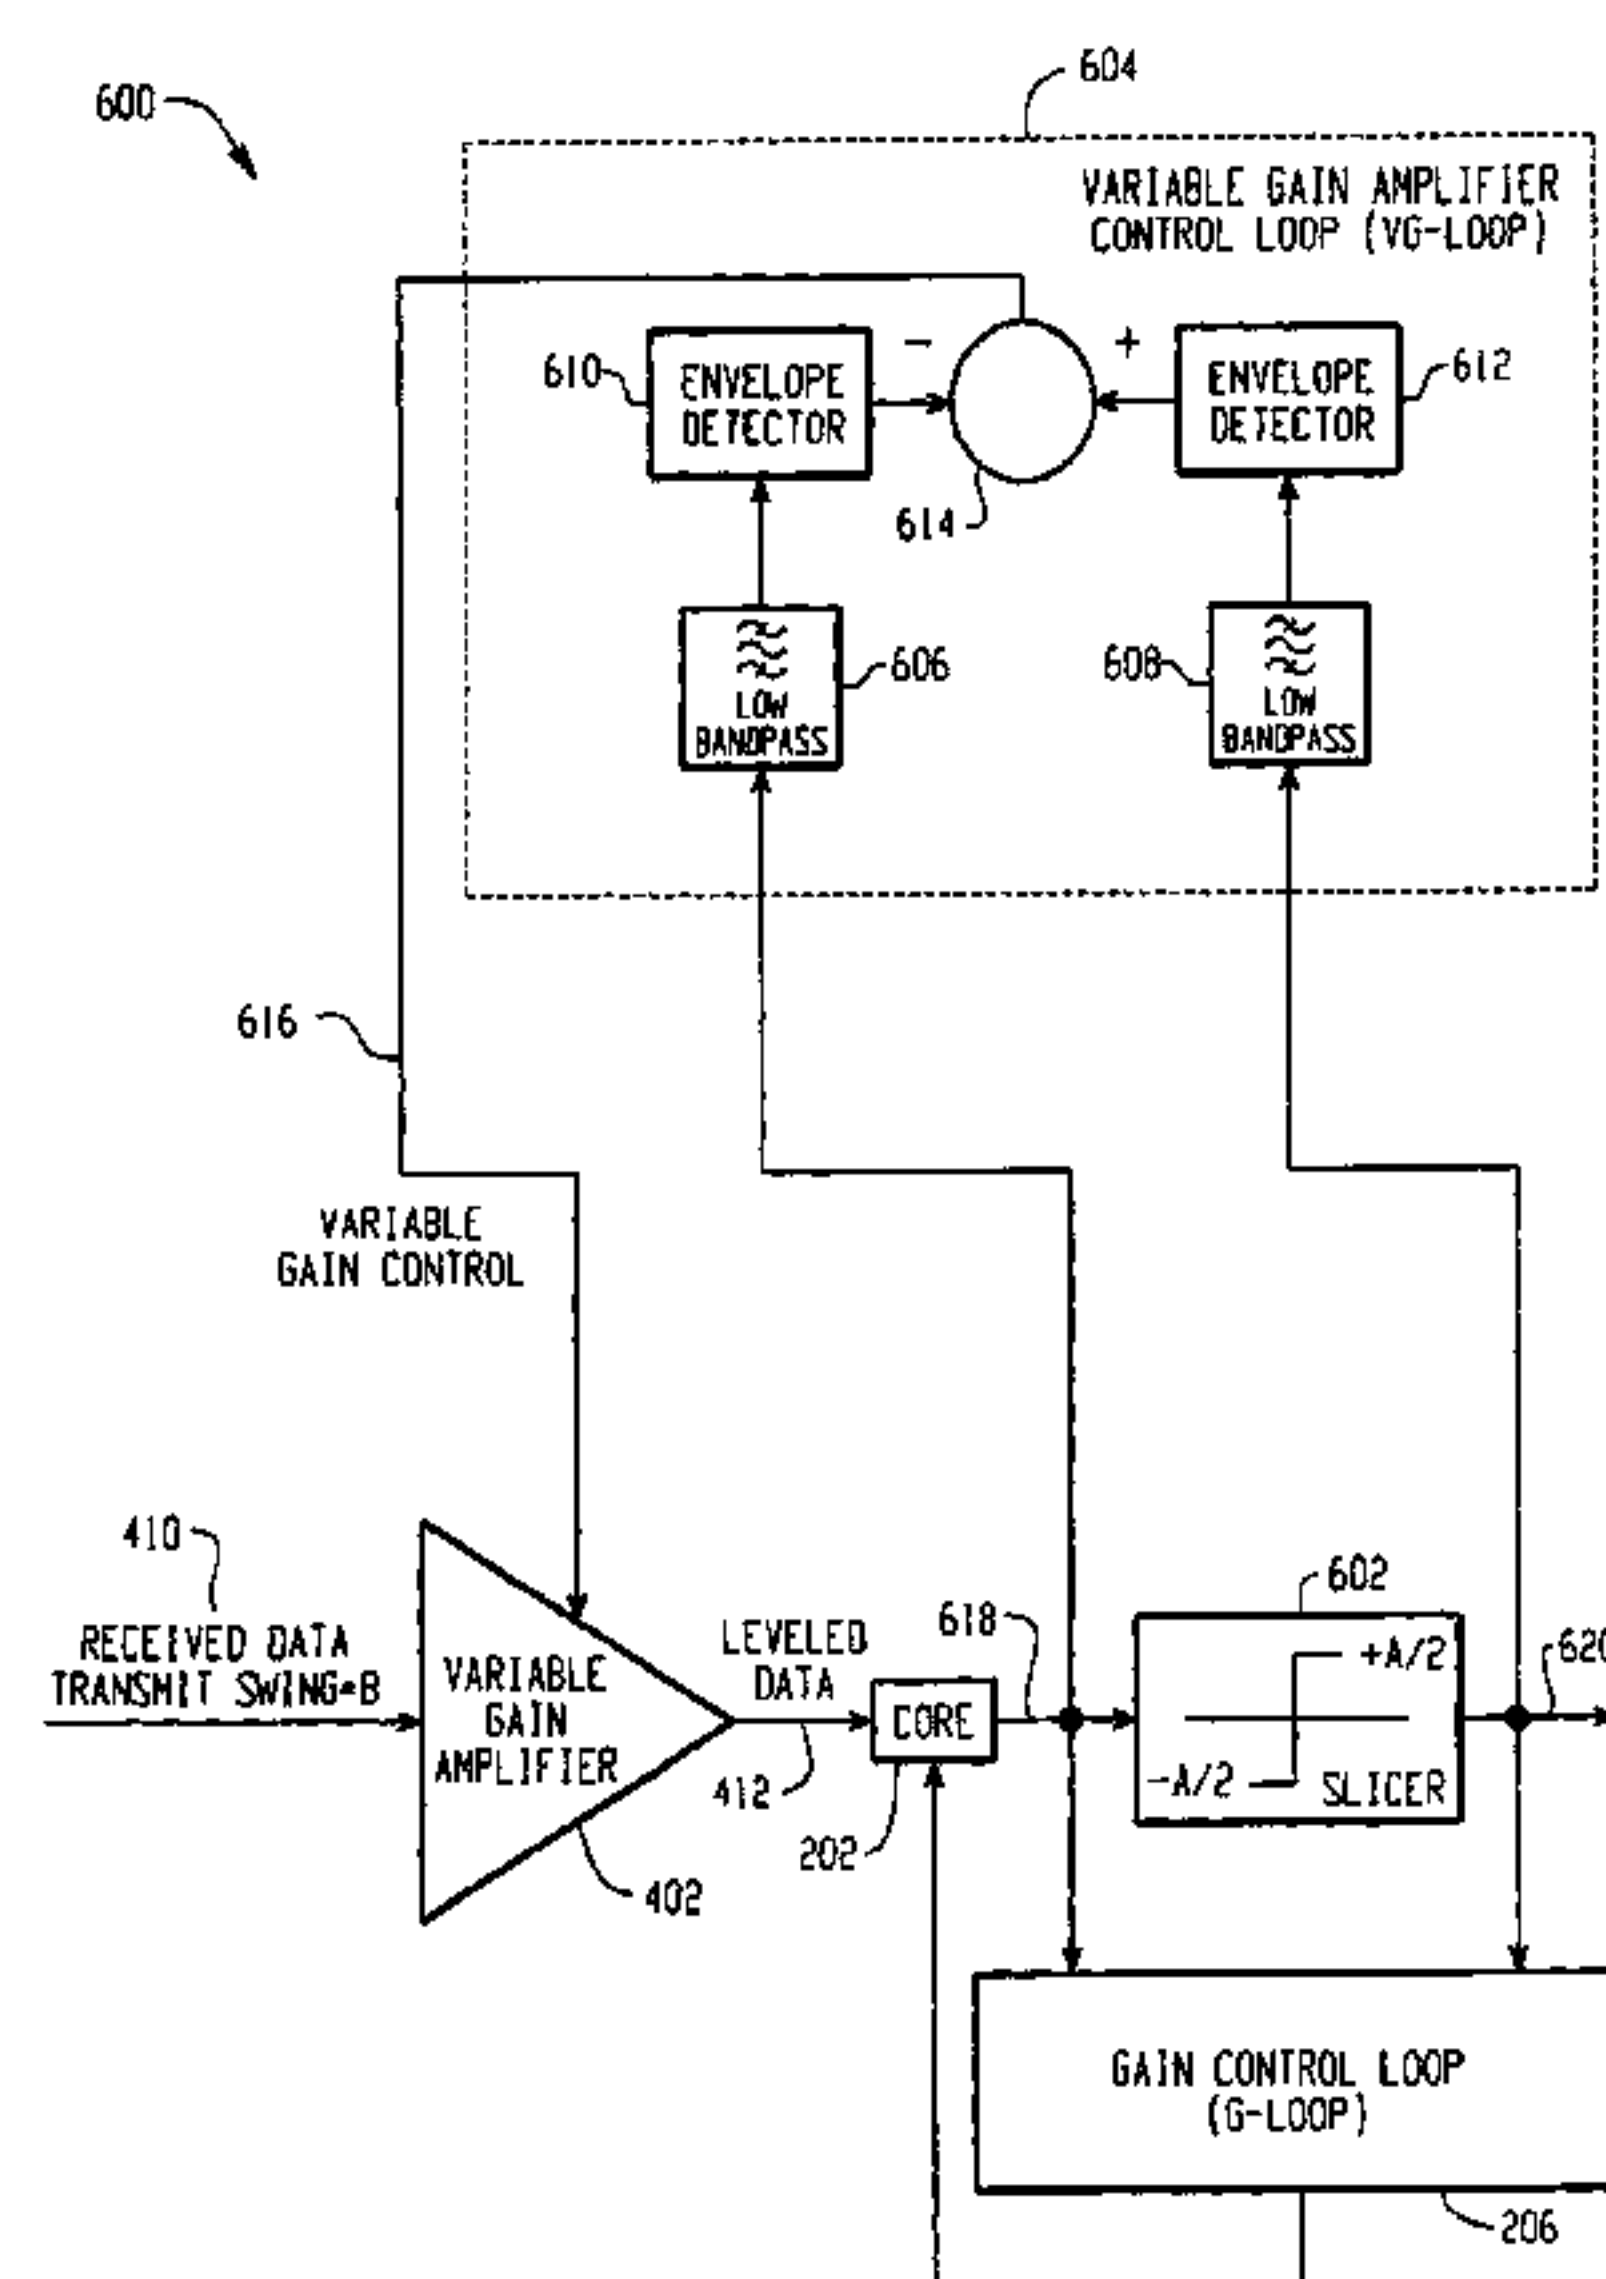 604
600
VARIABLE GAIN AMPLIFIER
CONTROL LOOP (VG-LOOP)
610
ENVELOPE
DETECTOR
-
+
ENVELOPE
DETECTOR
612
614
LOW
BANDPASS
606
608
LOW
BANDPASS
616
VARIABLE
GAIN CONTROL
410
RECEIVED DATA
TRANSMIT SWING=B
VARIABLE
GAIN
AMPLIFIER
402
LEVELED
DATA
412
CORE
202
618
602
+A/2
-A/2
SLICER
620
GAIN CONTROL LOOP
(G-LOOP)
206